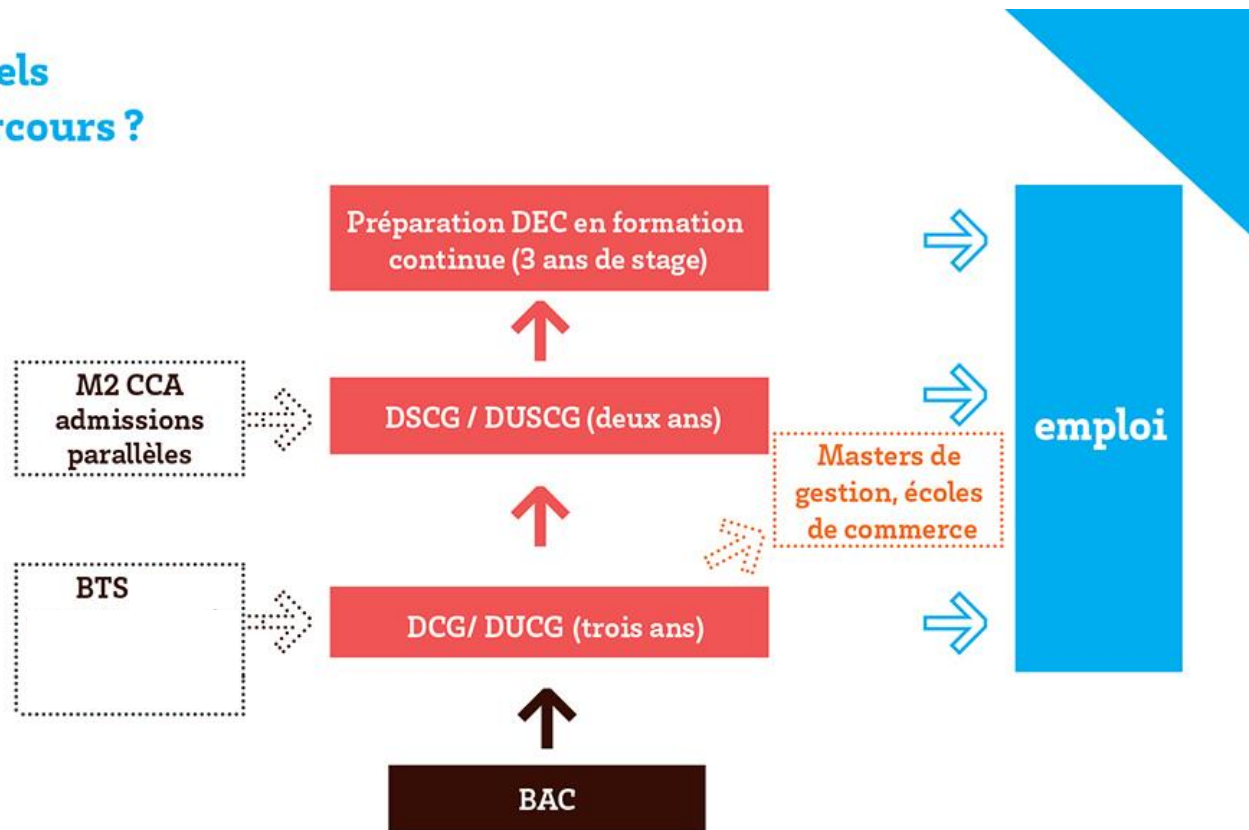 els
rcours ?
Préparation DEC en formation
continue (3 ans de stage)
M2 CCA
admissions
parallèles
DSCG / DUSCG (deux ans)
emploi
Masters de
gestion, écoles
de commerce
BTS
DCG/ DUCG (trois ans)
BAC